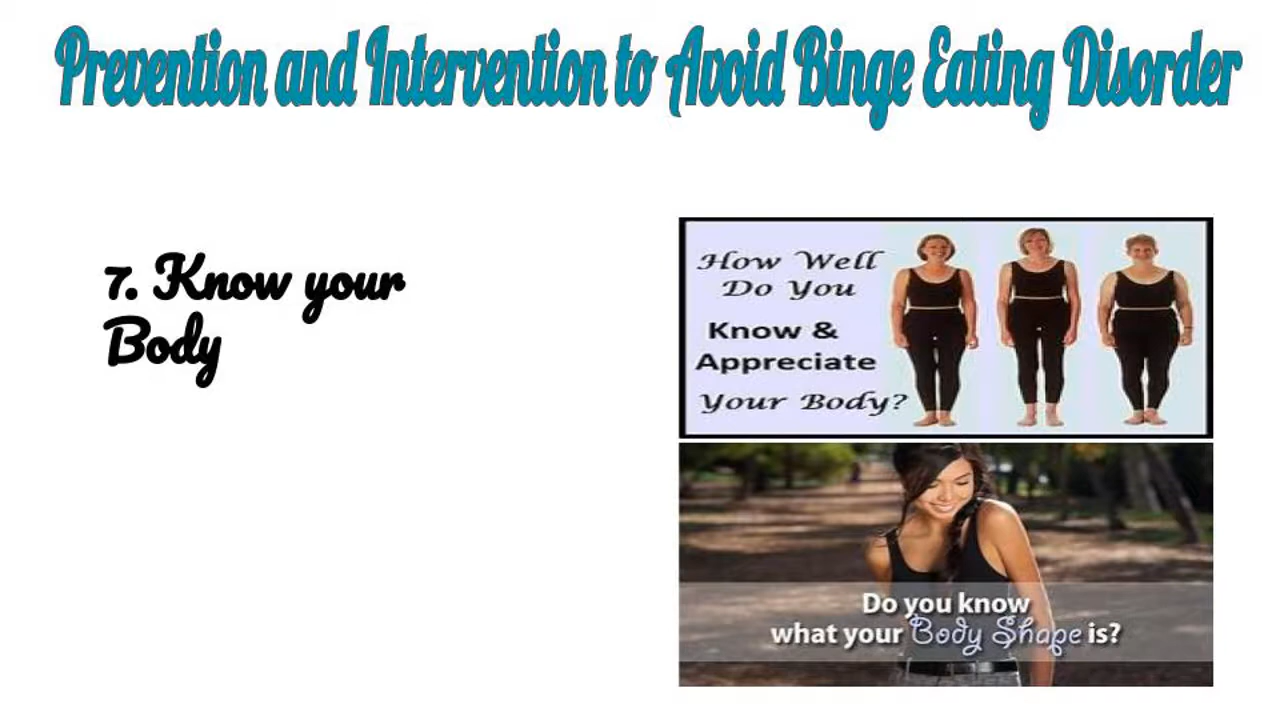 Prevention and Intervention to Avoid Binge Eating Disorder
7. Know your
Body
How Well
Do You
Know &
Appreciate
Your Body?
Do you know
what your Body Shape is?